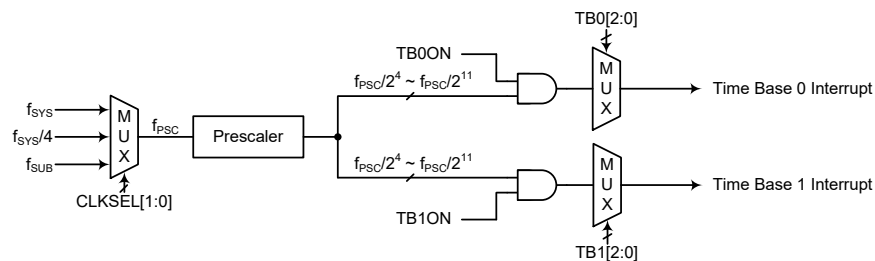 TB0[2:0]
TB0ON
M
U
X
Time Base 0 Interrupt
fPSC/2⁴ ~ fPSC/2¹¹
fSYS
fSYS/4
fSUB
M
U
X
fPSC
Prescaler
CLKSEL[1:0]
fPSC/2⁴ ~ fPSC/2¹¹
M
U
X
Time Base 1 Interrupt
TB1ON
TB1[2:0]